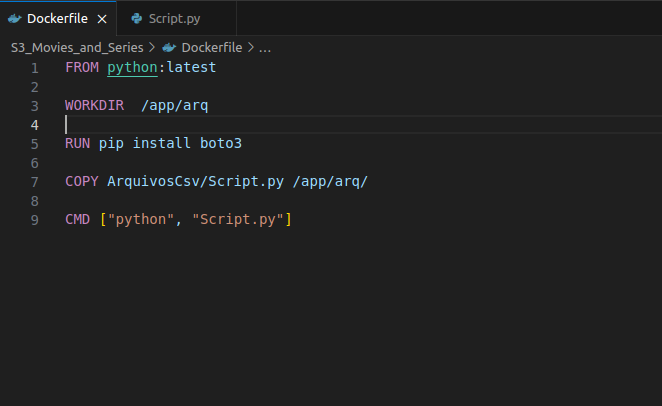 Dockerfile Script.py
S3_Movies_and_Series > Dockerfile > ...
1 FROM python:latest
2
3 WORKDIR  /app/arq
4
5 RUN pip install boto3
6
7 COPY ArquivosCsv/Script.py /app/arq/
8
9 CMD ["python", "Script.py"]